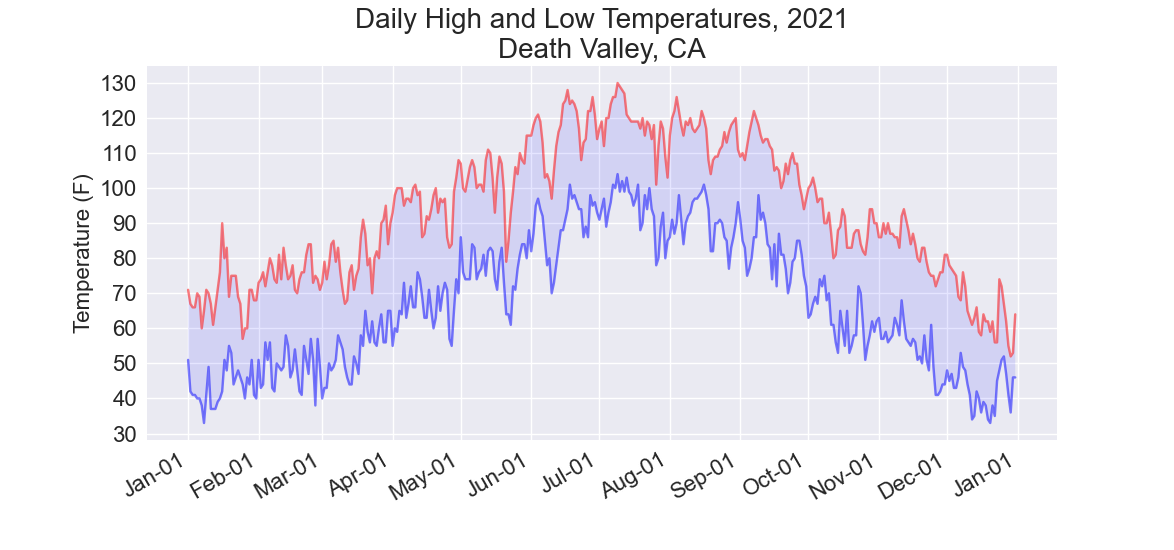 Daily High and Low Temperatures, 2021
Death Valley, CA
Temperature (F)
130
120
110
100
90
80
70
60
50
40
30
Jan-01
Feb-01
Mar-01
Apr-01
May-01
Jun-01
Jul-01
Aug-01
Sep-01
Oct-01
Nov-01
Dec-01
Jan-01